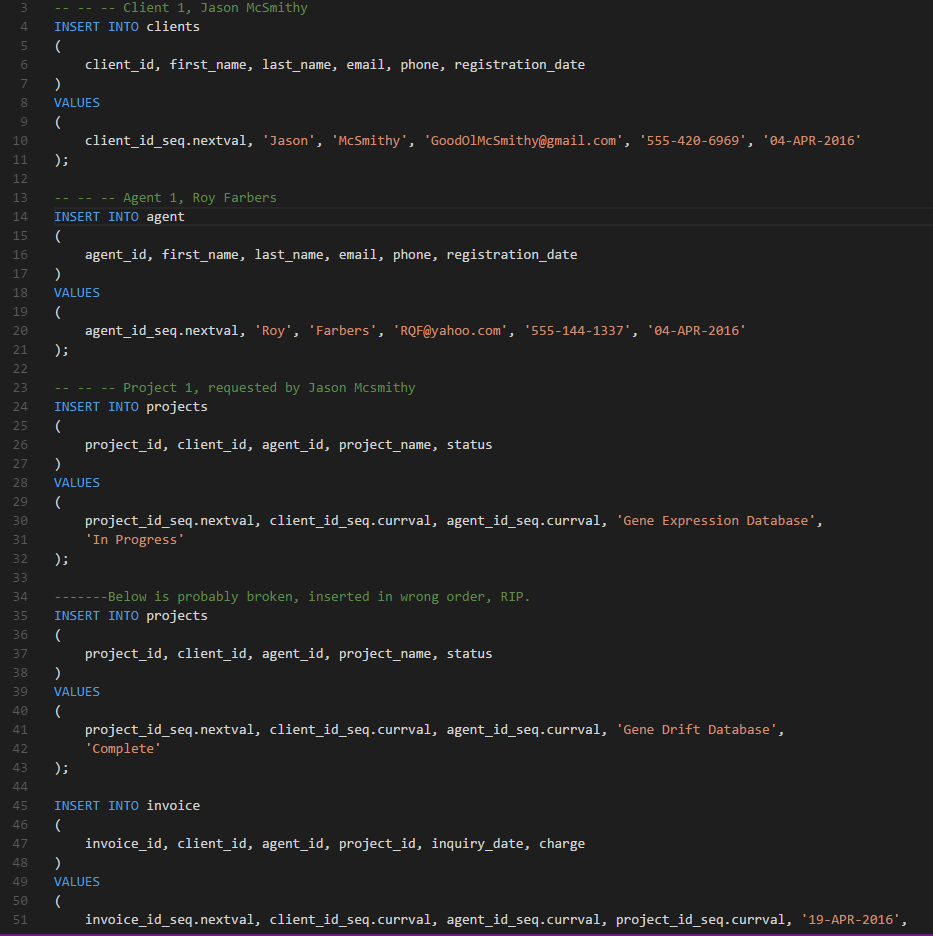 3 -- -- -- Client 1, Jason McSmithy
4 INSERT INTO clients
5 (
6 client_id, first_name, last_name, email, phone, registration_date
7 )
8 VALUES
9 (
10 client_id_seq.nextval, 'Jason', 'McSmithy', 'GoodOlMcSmithy@gmail.com', '555-420-6969', '04-APR-2016'
11 );
12
13 -- -- -- Agent 1, Roy Farbers
14 INSERT INTO agent
15 (
16 agent_id, first_name, last_name, email, phone, registration_date
17 )
18 VALUES
19 (
20 agent_id_seq.nextval, 'Roy', 'Farbers', 'RQF@yahoo.com', '555-144-1337', '04-APR-2016'
21 );
22
23 -- -- -- Project 1, requested by Jason Mcsmithy
24 INSERT INTO projects
25 (
26 project_id, client_id, agent_id, project_name, status
27 )
28 VALUES
29 (
30 project_id_seq.nextval, client_id_seq.currval, agent_id_seq.currval, 'Gene Expression Database',
31 'In Progress'
32 );
33
34 -------Below is probably broken, inserted in wrong order, RIP.
35 INSERT INTO projects
36 (
37 project_id, client_id, agent_id, project_name, status
38 )
39 VALUES
40 (
41 project_id_seq.nextval, client_id_seq.currval, agent_id_seq.currval, 'Gene Drift Database',
42 'Complete'
43 );
44
45 INSERT INTO invoice
46 (
47 invoice_id, client_id, agent_id, project_id, inquiry_date, charge
48 )
49 VALUES
50 (
51 invoice_id_seq.nextval, client_id_seq.currval, agent_id_seq.currval, project_id_seq.currval, '19-APR-2016',